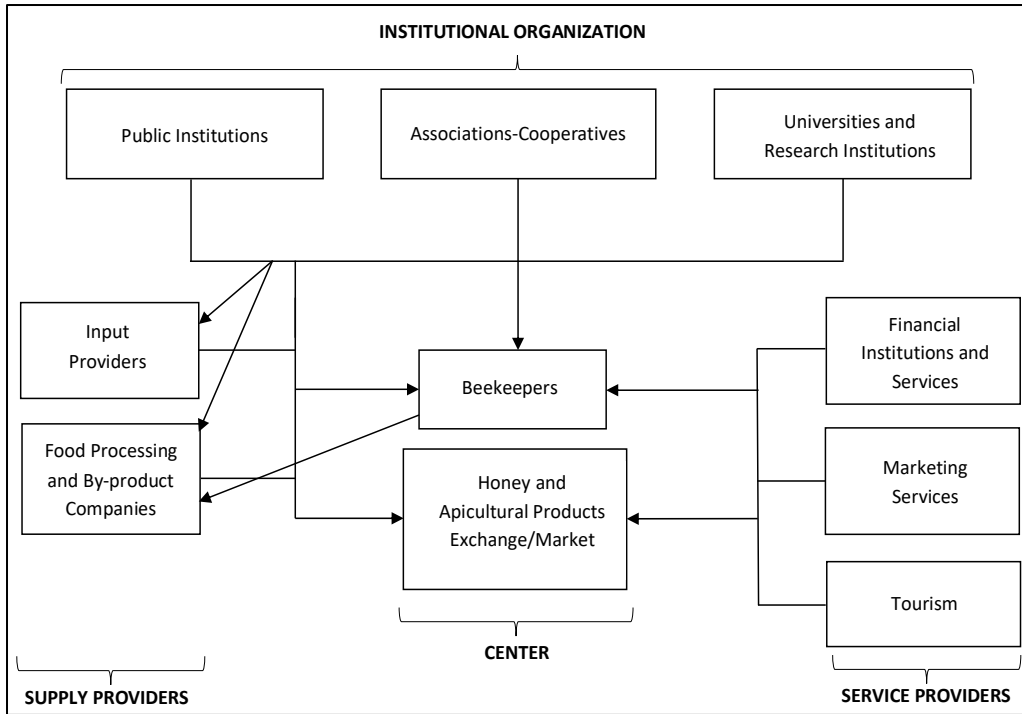 INSTITUTIONAL ORGANIZATION
Public Institutions
Associations-Cooperatives
Universities and
Research Institutions
Input
Providers
Food Processing
and By-product
Companies
Beekeepers
Honey and
Apicultural Products
Exchange/Market
Financial
Institutions and
Services
Marketing
Services
Tourism
SUPPLY PROVIDERS
CENTER
SERVICE PROVIDERS